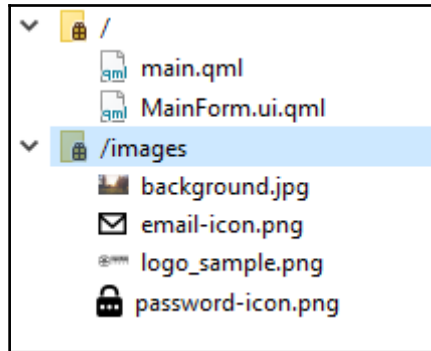 /
main.qml
MainForm.ui.qml
/images
background.jpg
email-icon.png
logo_sample.png
password-icon.png